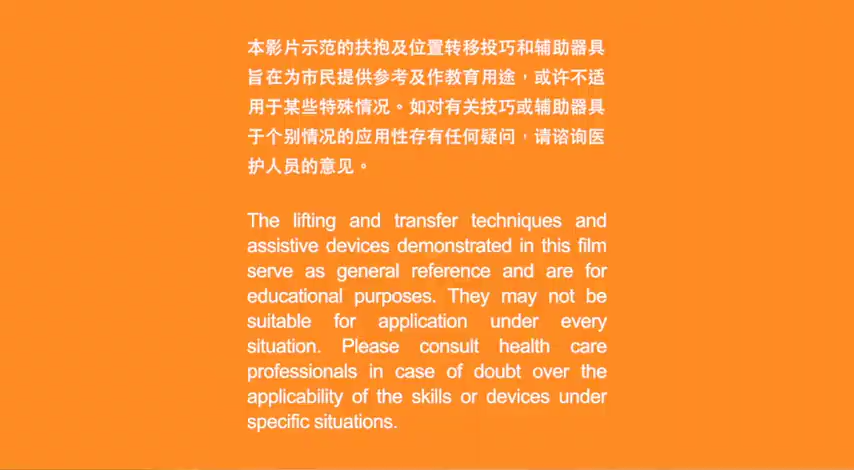 本影片示范的扶抱及位置转移投巧和辅助器具
旨在为市民提供参考及作教育用途，或许不适
用于某些特殊情况。如对有关技巧或辅助器具
于个别情况的应用性存有任何疑问，请谘询医
护人员的意见。
The lifting and transfer techniques and
assistive devices demonstrated in this film
serve as general reference and are for
educational purposes. They may not be
suitable for application under every
situation. Please consult health care
professionals in case of doubt over the
applicability of the skills or devices under
specific situations.